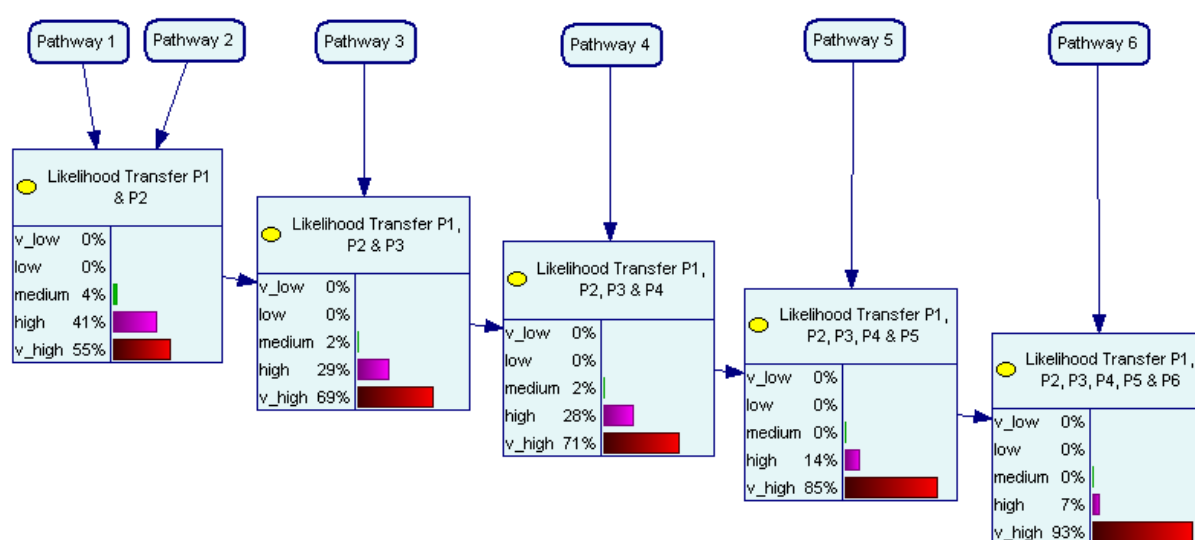 Pathway 1
Pathway 2
Pathway 3
Pathway 4
Pathway 5
Pathway 6
Likelihood Transfer P1
& P2
v_low 0%
low 0%
medium 4%
high 41%
v_high 55%
Likelihood Transfer P1,
P2 & P3
v_low 0%
low 0%
medium 2%
high 29%
v_high 69%
Likelihood Transfer P1,
P2, P3 & P4
v_low 0%
low 0%
medium 2%
high 28%
v_high 71%
Likelihood Transfer P1,
P2, P3, P4 & P5
v_low 0%
low 0%
medium 0%
high 14%
v_high 85%
Likelihood Transfer P1,
P2, P3, P4, P5 & P6
v_low 0%
low 0%
medium 0%
high 7%
v_high 93%